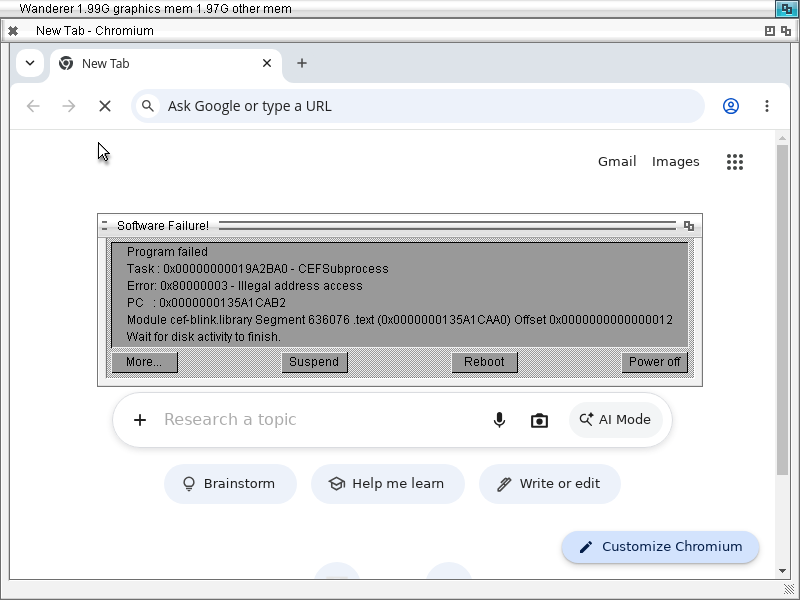 Wanderer 1.99G graphics mem 1.97G other mem
New Tab - Chromium
New Tab
Ask Google or type a URL
Gmail Images
Software Failure!
Program failed
Task : 0x00000000019A2BA0 - CEFSubprocess
Error: 0x80000003 - Illegal address access
PC : 0x0000000135A1CAB2
Module cef-blink.library Segment 636076 .text (0x0000000135A1CAA0) Offset 0x0000000000000012
Wait for disk activity to finish.
More... Suspend Reboot Power off
Research a topic AI Mode
Brainstorm Help me learn Write or edit
Customize Chromium